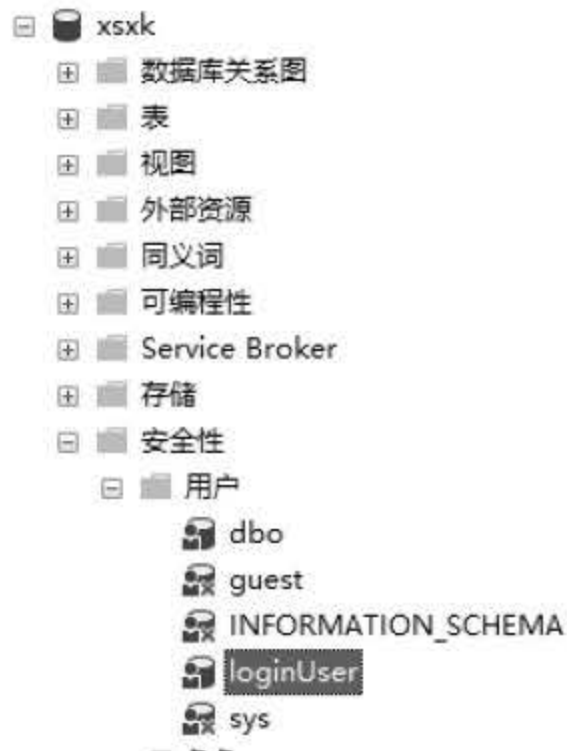 xsxk
数据库关系图
表
视图
外部资源
同义词
可编程性
Service Broker
存储
安全性
用户
dbo
guest
INFORMATION_SCHEMA
loginUser
sys